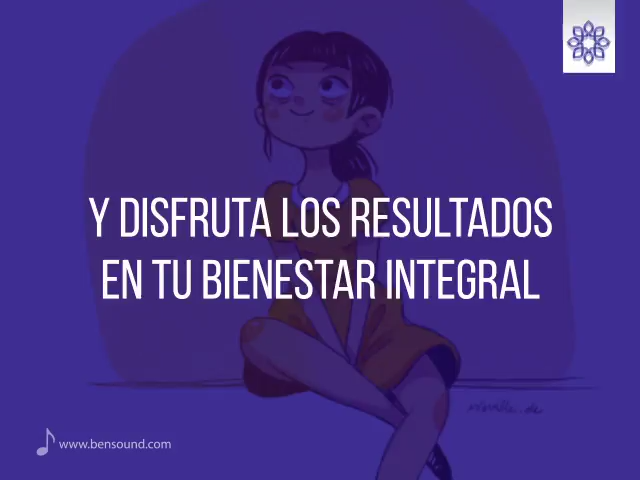 Y DISFRUTA LOS RESULTADOS
EN TU BIENESTAR INTEGRAL
www.bensound.com